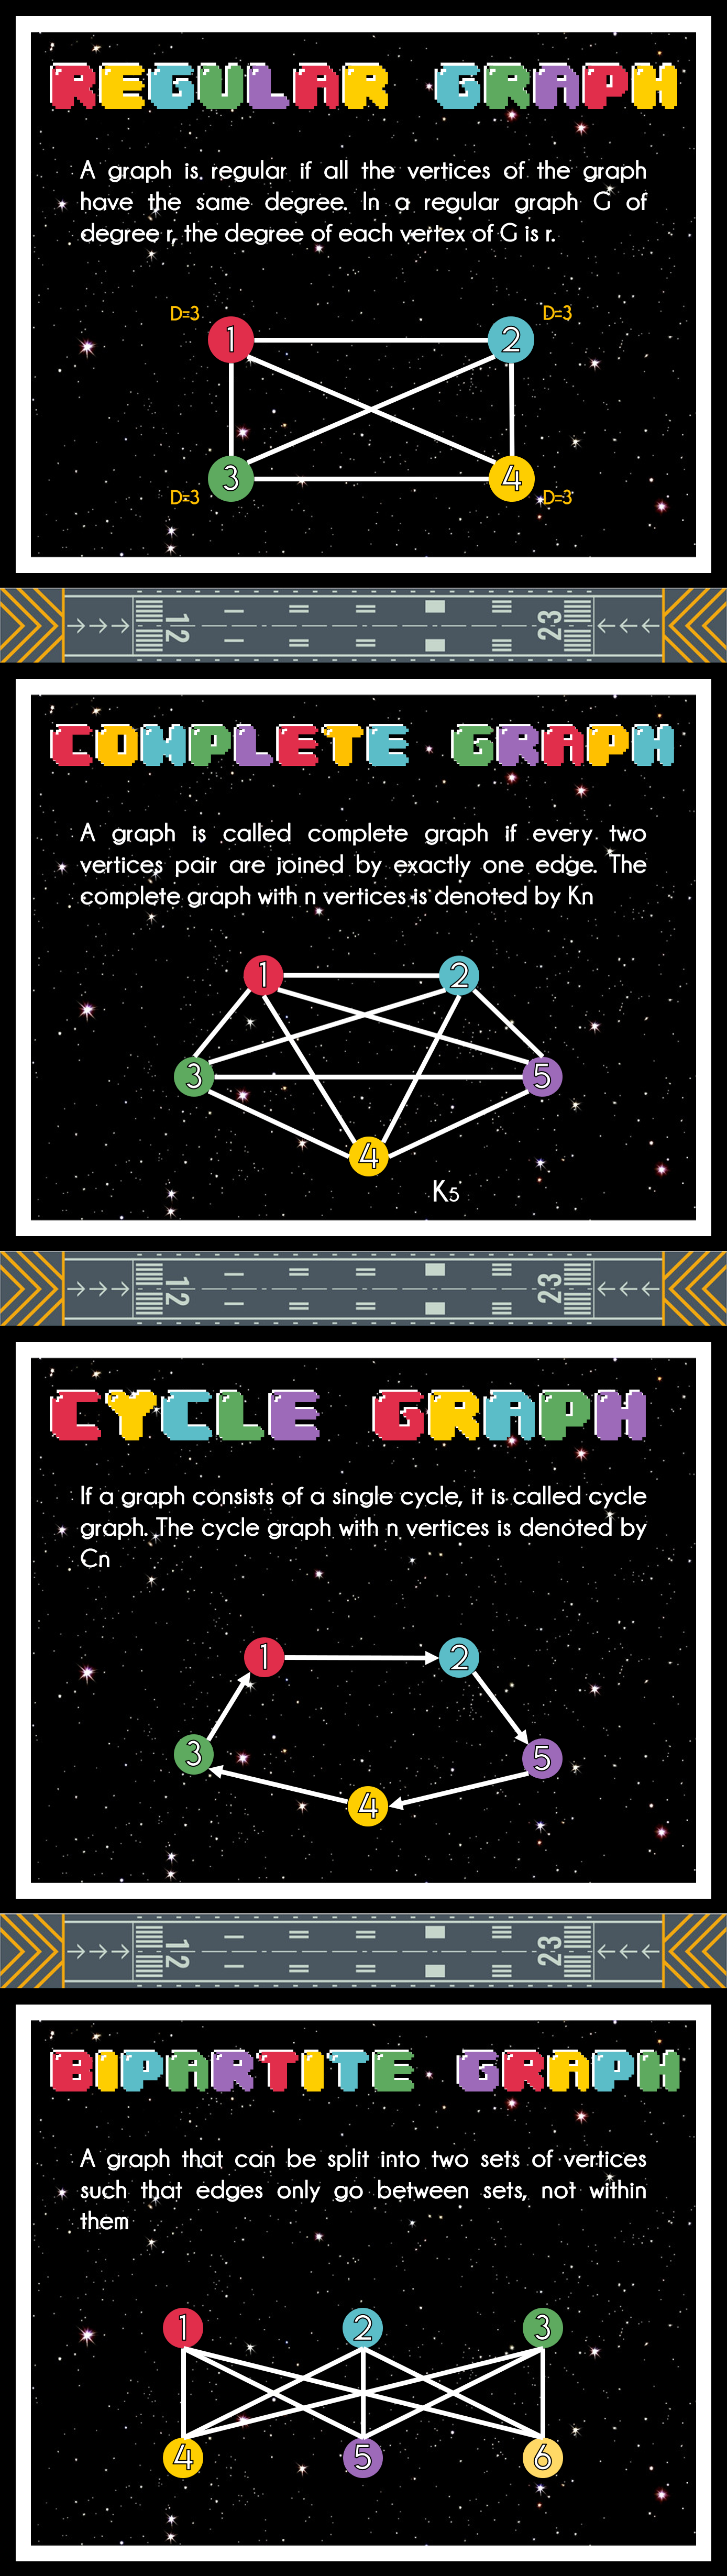 REGULAR GRAPH
A graph is regular if all the vertices of the graph
have the same degree. In a regular graph G of
degree r, the degree of each vertex of G is r.
D=3 D=3
1 2
3 4
D=3 D=3
12 23
COMPLETE GRAPH
A graph is called complete graph if every two
vertices pair are joined by exactly one edge. The
complete graph with n vertices is denoted by Kn
1 2
3 5
4
K5
12 23
CYCLE GRAPH
If a graph consists of a single cycle, it is called cycle
graph. The cycle graph with n vertices is denoted by
Cn
1 2
3 5
4
12 23
BIPARTITE GRAPH
A graph that can be split into two sets of vertices
such that edges only go between sets, not within
them
1 2 3
4 5 6